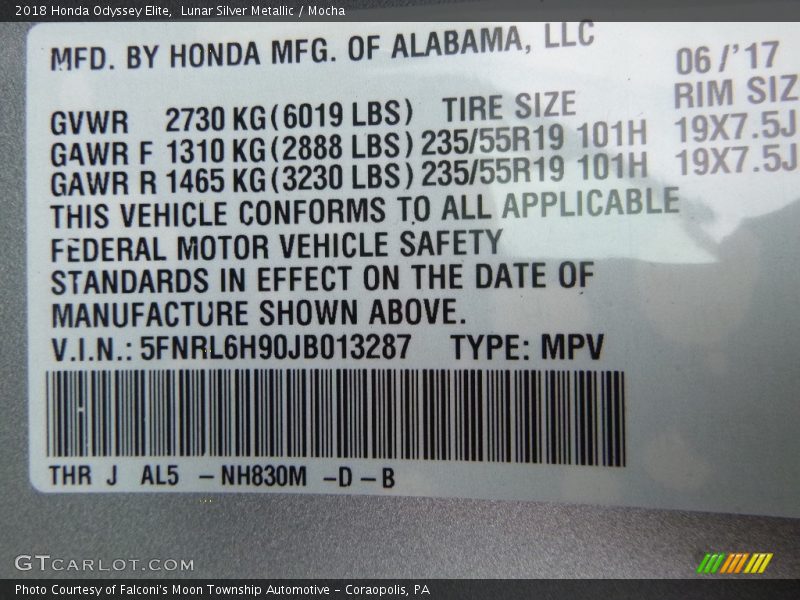 2018 Honda Odyssey Elite,  Lunar Silver Metallic / Mocha
MFD. BY HONDA MFG. OF ALABAMA, LLC
06/'17
GVWR 2730 KG(6019 LBS) TIRE SIZE RIM SIZ
GAWR F 1310 KG(2888 LBS) 235/55R19 101H 19X7.5J
GAWR R 1465 KG(3230 LBS) 235/55R19 101H 19X7.5J
THIS VEHICLE CONFORMS TO ALL APPLICABLE
FEDERAL MOTOR VEHICLE SAFETY
STANDARDS IN EFFECT ON THE DATE OF
MANUFACTURE SHOWN ABOVE.
V.I.N.: 5FNRL6H90JB013287 TYPE: MPV
THR J AL5 -NH830M -D-B
GTCARLOT.COM
Photo Courtesy of Falconi's Moon Township Automotive - Coraopolis, PA